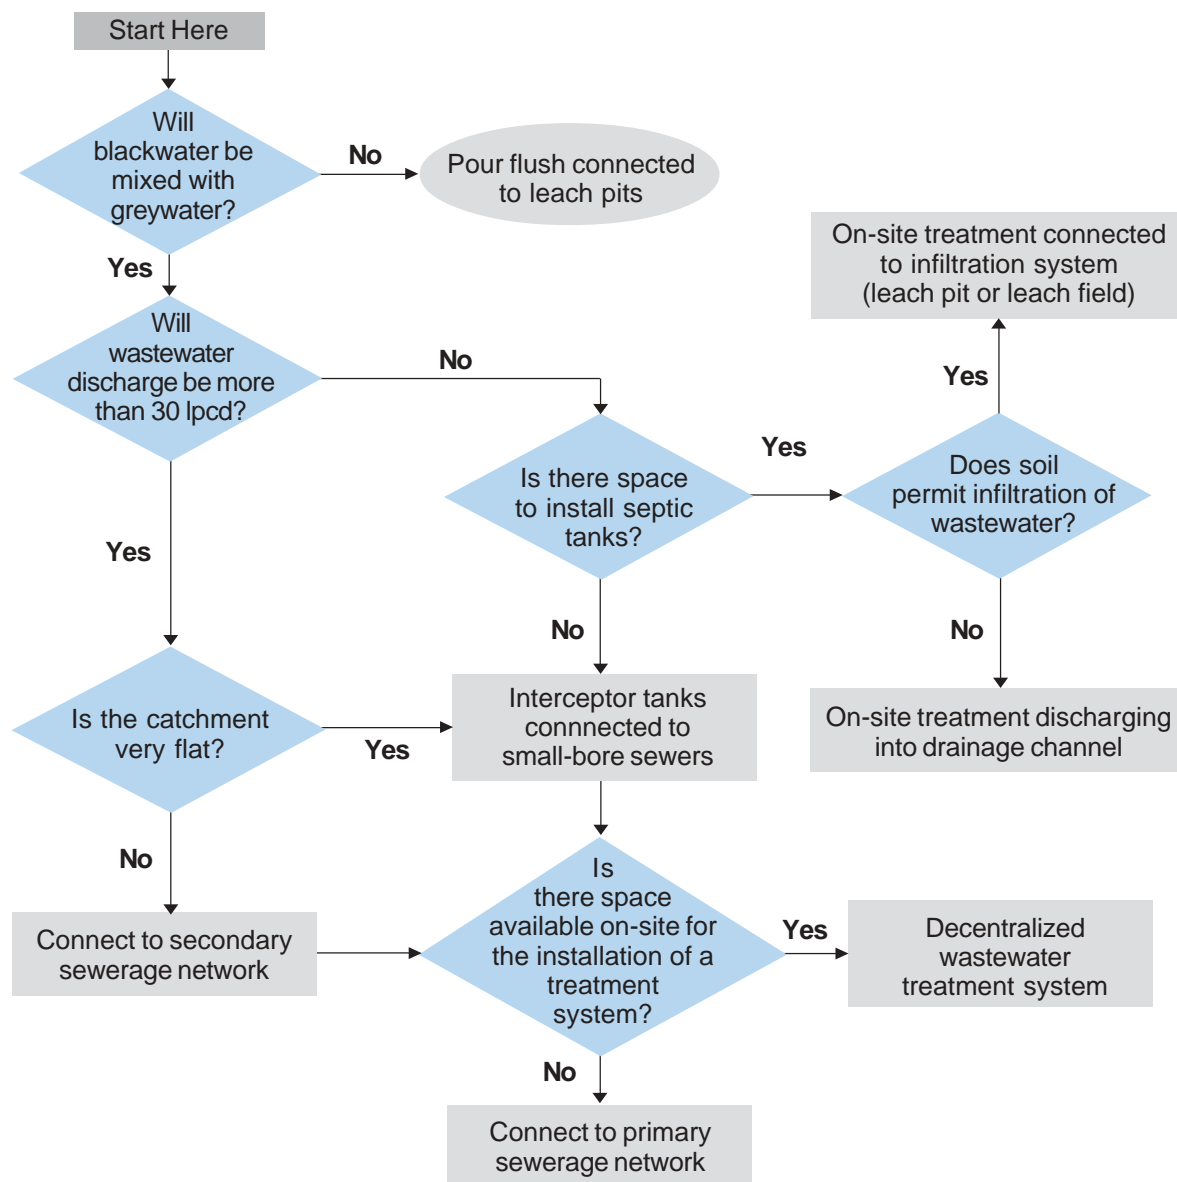 Start Here
Will
blackwater be
mixed with
greywater?
No
Pour flush connected
to leach pits
Yes
Will
wastewater
discharge be more
than 30 lpcd?
No
Is there space
to install septic
tanks?
Yes
Does soil
permit infiltration of
wastewater?
Yes
On-site treatment connected
to infiltration system
(leach pit or leach field)
No
On-site treatment discharging
into drainage channel
No
Interceptor tanks
connnected to
small-bore sewers
Yes
Is the catchment
very flat?
Yes
No
Connect to secondary
sewerage network
Is
there space
available on-site for
the installation of a
treatment
system?
Yes
Decentralized
wastewater
treatment system
No
Connect to primary
sewerage network